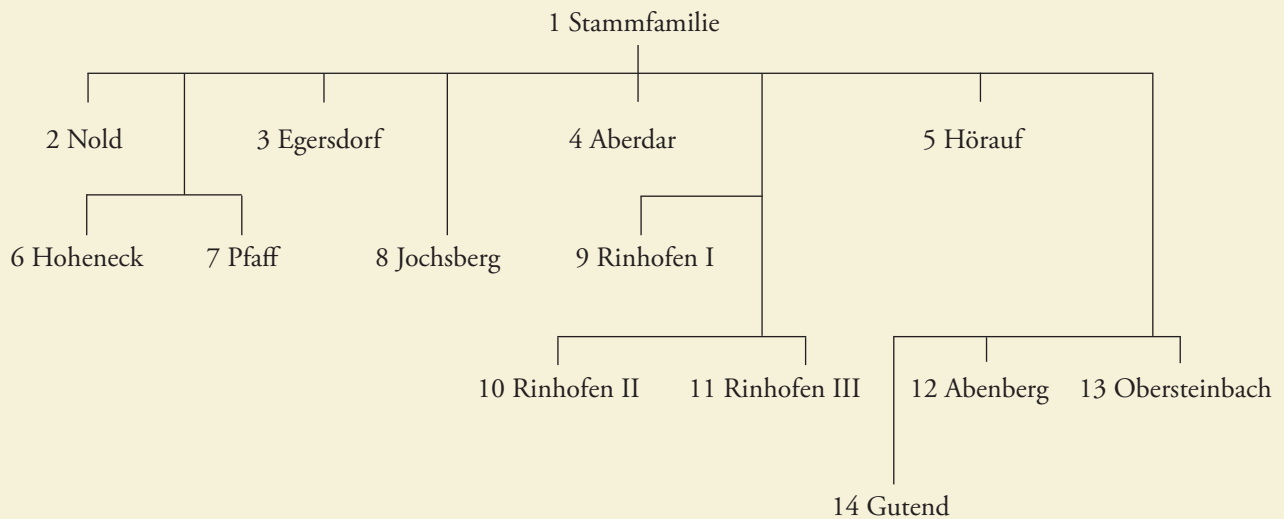 1 Stammfamilie
2 Nold
3 Egersdorf
4 Aberdar
5 Hörauf
6 Hoheneck
7 Pfaff
8 Jochsberg
9 Rinhofen I
10 Rinhofen II
11 Rinhofen III
12 Abenberg
13 Obersteinbach
14 Gutend